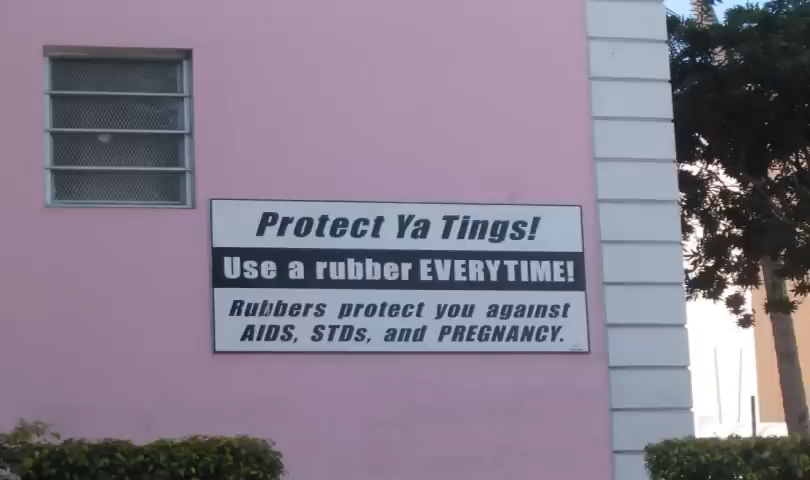 Protect Ya Tings!
Use a rubber EVERYTIME!
Rubbers protect you against
AIDS, STDs, and PREGNANCY.